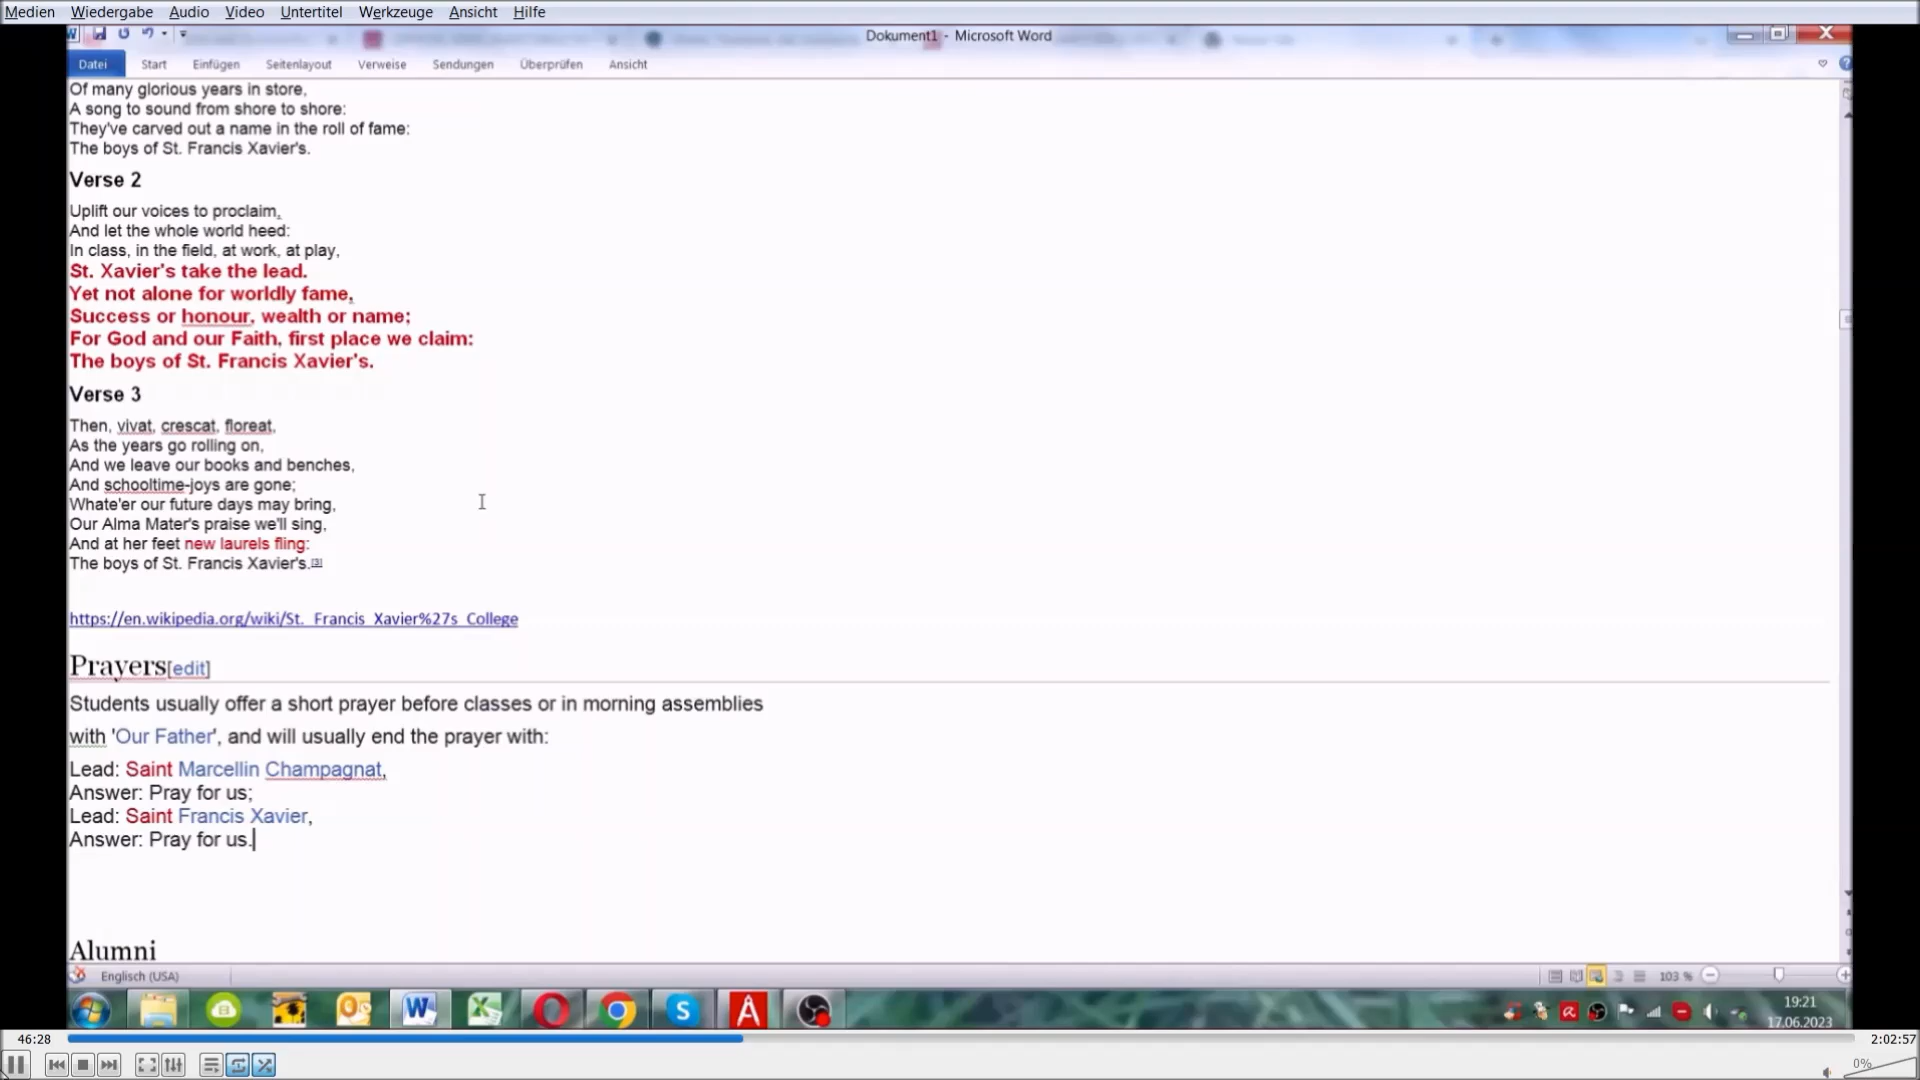 Medien Wiedergabe Audio Video Untertitel Werkzeuge Ansicht Hilfe
Dokument1 - Microsoft Word
Datei Start Einfügen Seitenlayout Verweise Sendungen Überprüfen Ansicht
Of many glorious years in store,
A song to sound from shore to shore:
They've carved out a name in the roll of fame:
The boys of St. Francis Xavier's.
Verse 2
Uplift our voices to proclaim,
And let the whole world heed:
In class, in the field, at work, at play,
St. Xavier's take the lead.
Yet not alone for worldly fame,
Success or honour, wealth or name;
For God and our Faith, first place we claim:
The boys of St. Francis Xavier's.
Verse 3
Then, vivat, crescat, floreat,
As the years go rolling on,
And we leave our books and benches,
And schooltime-joys are gone;
Whate'er our future days may bring,
Our Alma Mater's praise we'll sing,
And at her feet new laurels fling:
The boys of St. Francis Xavier's.[3]
https://en.wikipedia.org/wiki/St._Francis_Xavier%27s_College
Prayers[edit]
Students usually offer a short prayer before classes or in morning assemblies
with 'Our Father', and will usually end the prayer with:
Lead: Saint Marcellin Champagnat,
Answer: Pray for us;
Lead: Saint Francis Xavier,
Answer: Pray for us.
Alumni
Englisch (USA) 103 %
19:21
17.06.2023
46:28 2:02:57
0%